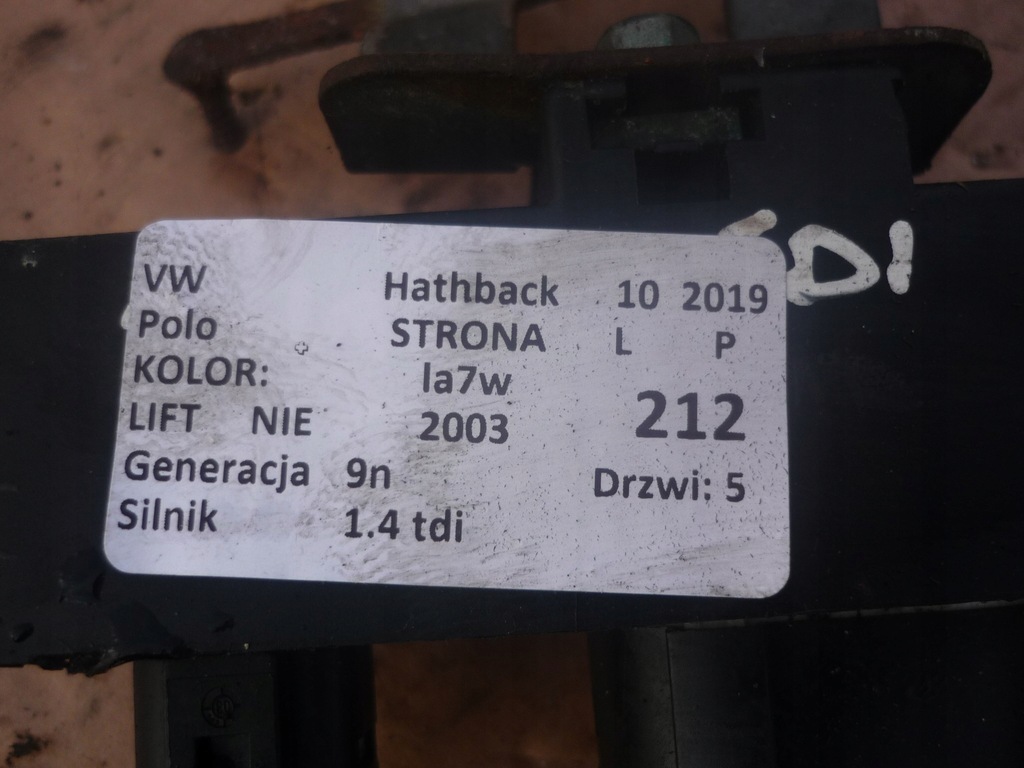 VW Hathback 10 2019
Polo STRONA L P
KOLOR: la7w
LIFT NIE 2003 212
Generacja 9n Drzwi: 5
Silnik 1.4 tdi
DI